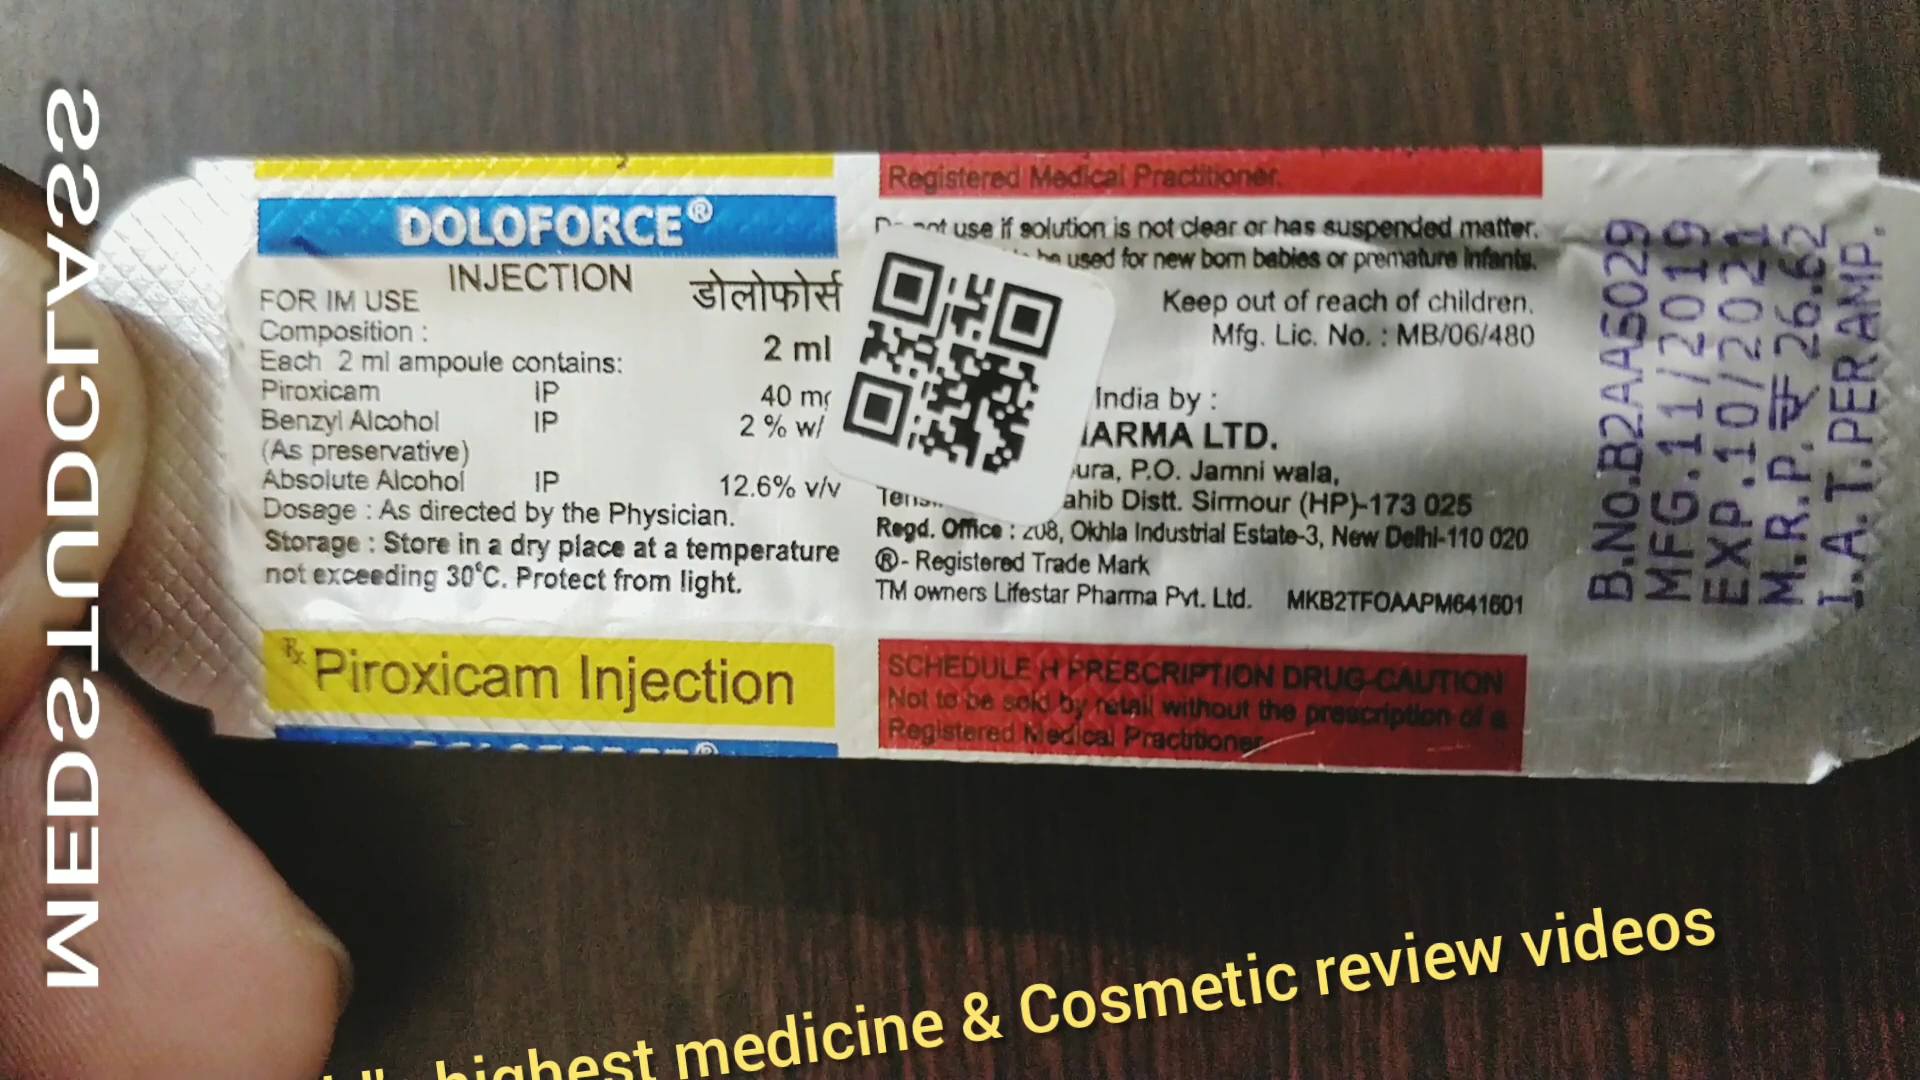 MEDSTUDCLASS
Registered Medical Practitioner.
DOLOFORCE®
INJECTION
डोलोफोर्स
FOR IM USE
Composition :
2 ml
Each 2 ml ampoule contains:
Piroxicam IP 40
Benzyl Alcohol IP 2 % w/
(As preservative)
Absolute Alcohol IP 12.6% v/v
Dosage : As directed by the Physician.
Storage : Store in a dry place at a temperature
not exceeding 30°C. Protect from light.
℞ Piroxicam Injection
not use if solution is not clear or has suspended matter.
used for new born babies or premature infants.
Keep out of reach of children.
Mfg. Lic. No. : MB/06/480
India by :
LTD.
P.O. Jamni wala,
Distt. Sirmour (HP)-173 025
Regd. Office : 208, Okhla Industrial Estate-3, New Delhi-110 020
®- Registered Trade Mark
TM owners Lifestar Pharma Pvt. Ltd. MKB2TFOAAPM641601
SCHEDULE H PRESCRIPTION DRUG-CAUTION
Not to be sold by retail without the prescription of a
Registered Medical Practitioner
B.No.B2AAS029
MFG.11/2019
EXP.10/2021
M.R.P.₹ 26.62
I.A.T.PER AMP.
highest medicine & Cosmetic review videos